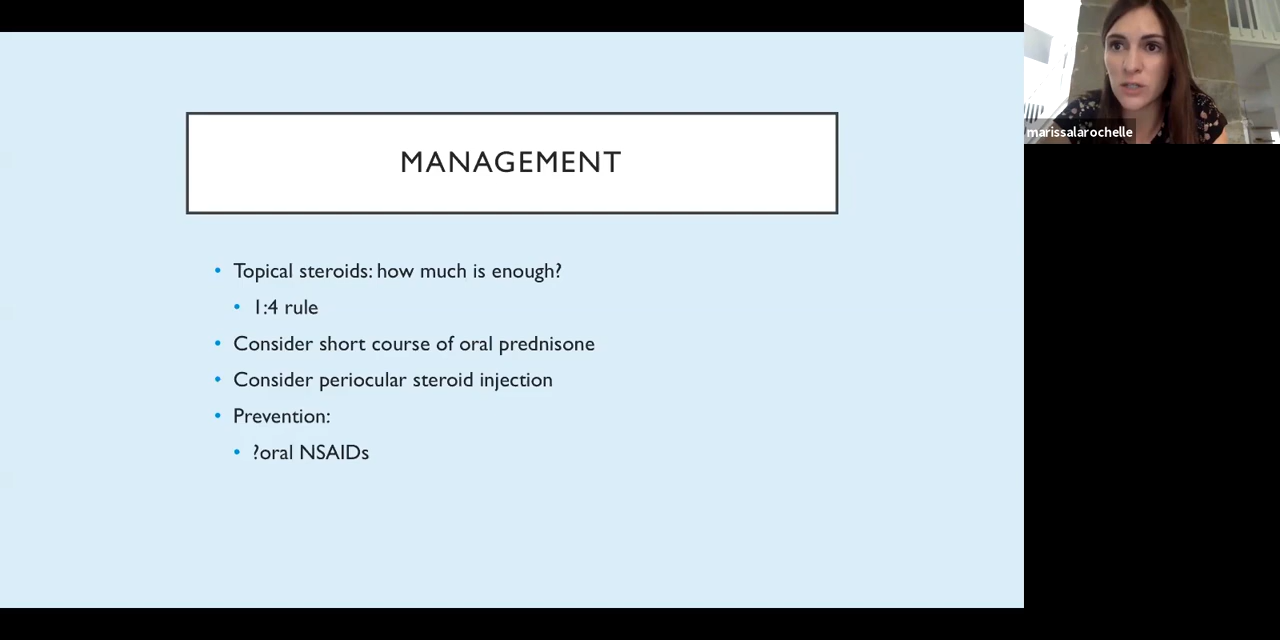 MANAGEMENT
• Topical steroids: how much is enough?
• 1:4 rule
• Consider short course of oral prednisone
• Consider periocular steroid injection
• Prevention:
• ?oral NSAIDs
marissalarochelle